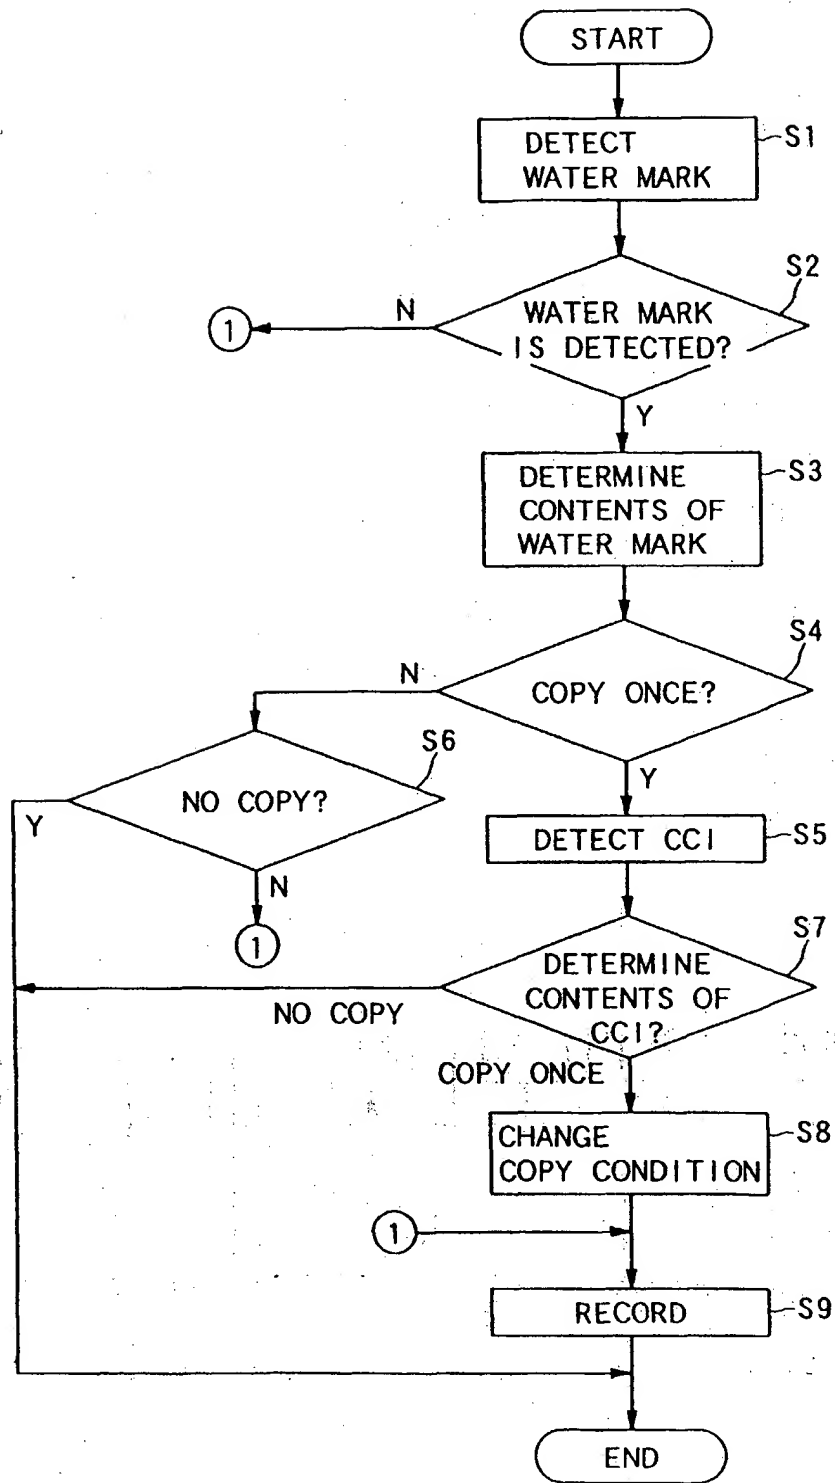 START
S1
DETECT
WATER MARK
S2
N
1
WATER MARK
IS DETECTED?
Y
S3
DETERMINE
CONTENTS OF
WATER MARK
S4
N
COPY ONCE?
S6
NO COPY?
Y
Y
DETECT CCI
S5
N
1
S7
DETERMINE
CONTENTS OF
CCI?
NO COPY
COPY ONCE
CHANGE
COPY CONDITION
S8
1
RECORD
S9
END